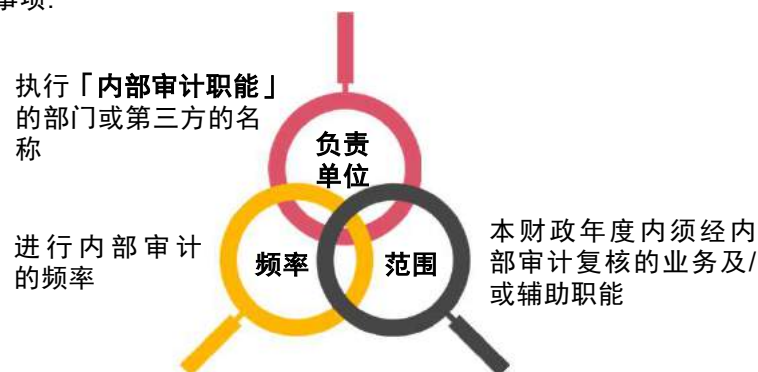 事项:
执行「内部审计职能」
的部门或第三方的名
称
负责
单位
进行内部审计
的频率
频率
范围
本财政年度内须经内
部审计复核的业务及/
或辅助职能